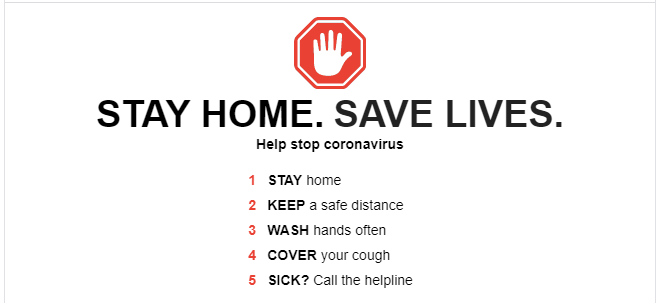 STAY HOME. SAVE LIVES.
Help stop coronavirus
1 STAY home
2 KEEP a safe distance
3 WASH hands often
4 COVER your cough
5 SICK? Call the helpline